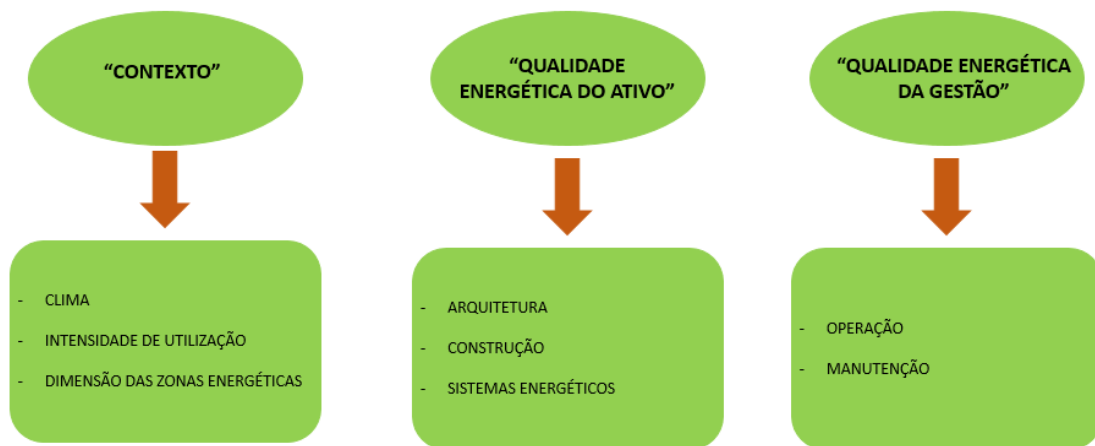 “CONTEXTO”
“QUALIDADE
ENERGÉTICA DO ATIVO”
“QUALIDADE ENERGÉTICA
DA GESTÃO”
- CLIMA
- INTENSIDADE DE UTILIZAÇÃO
- DIMENSÃO DAS ZONAS ENERGÉTICAS
- ARQUITETURA
- CONSTRUÇÃO
- SISTEMAS ENERGÉTICOS
- OPERAÇÃO
- MANUTENÇÃO